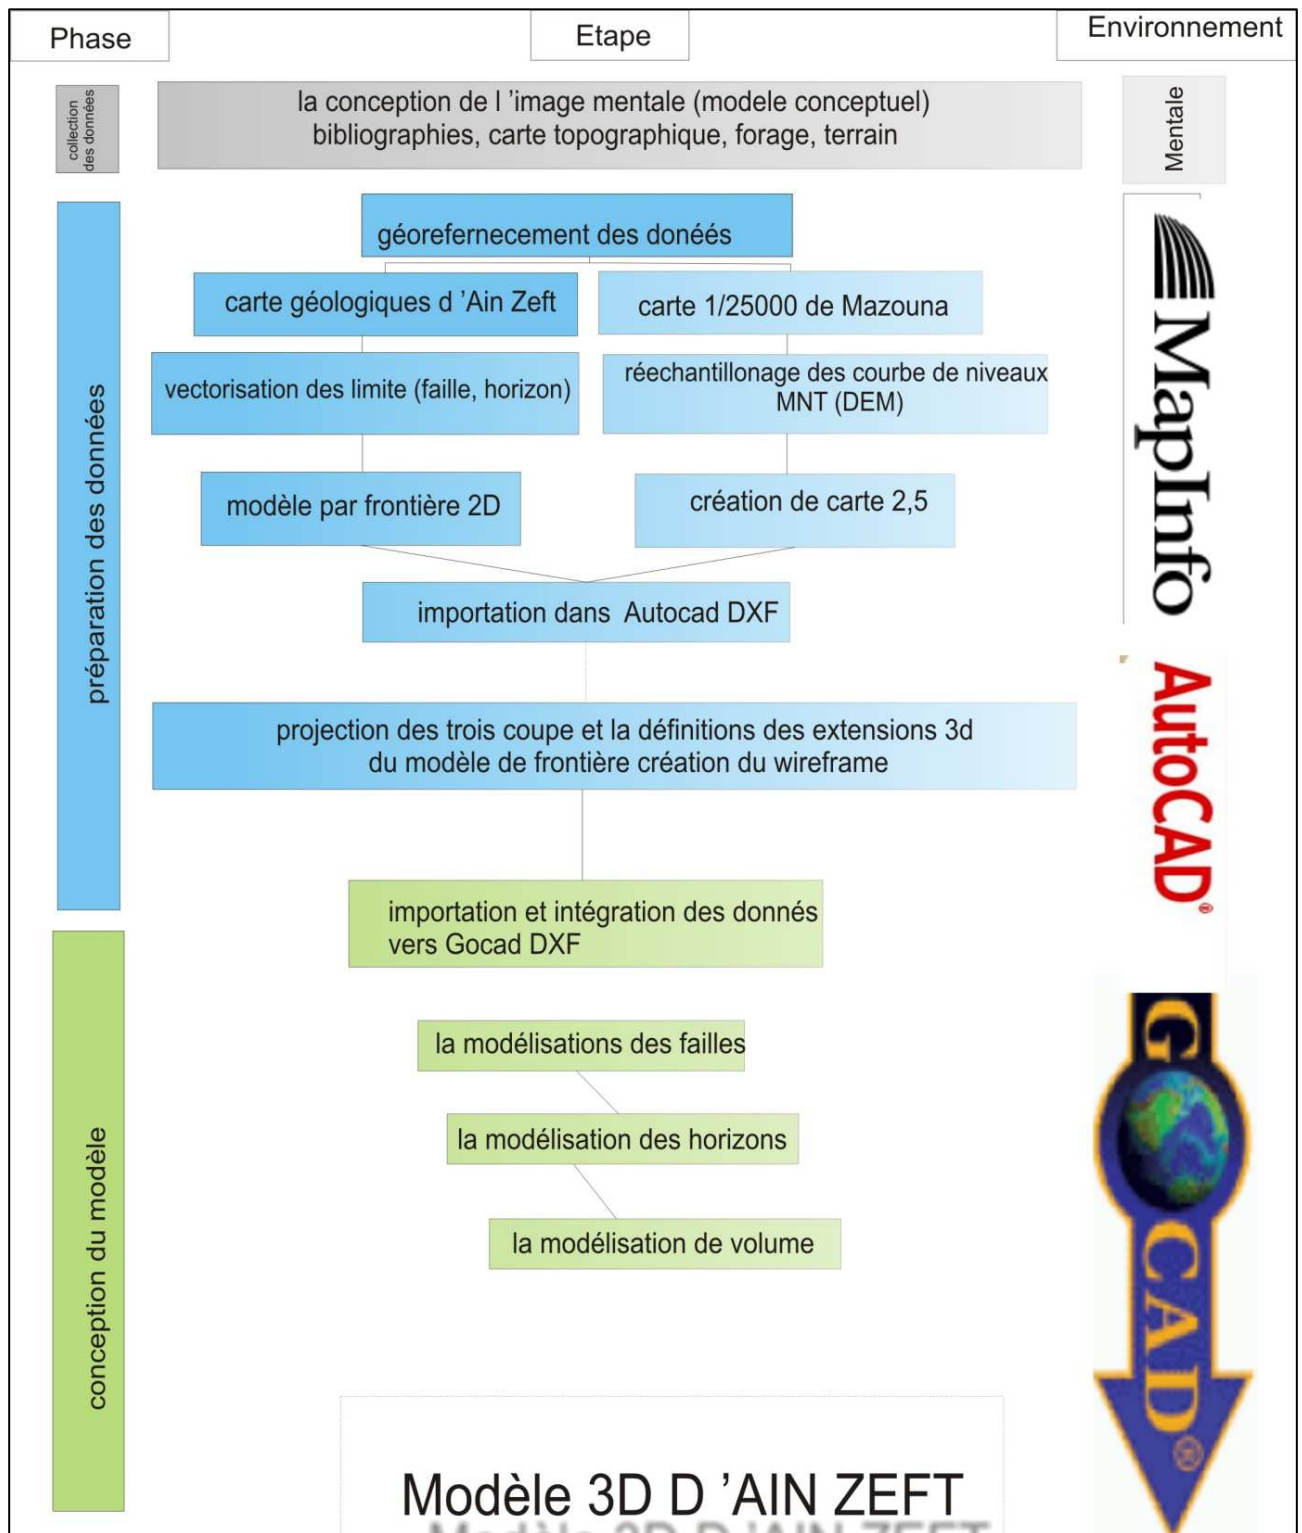 Phase
Etape
Environnement
collection
des données
la conception de l 'image mentale (modele conceptuel)
bibliographies, carte topographique, forage, terrain
Mentale
préparation des données
géorefernecement des donéés
carte géologiques d 'Ain Zeft
carte 1/25000 de Mazouna
vectorisation des limite (faille, horizon)
réechantillonage des courbe de niveaux
MNT (DEM)
modèle par frontière 2D
création de carte 2,5
importation dans Autocad DXF
MapInfo
projection des trois coupe et la définitions des extensions 3d
du modèle de frontière création du wireframe
AutoCAD®
conception du modèle
importation et intégration des donnés
vers Gocad DXF
la modélisations des failles
la modélisation des horizons
la modélisation de volume
G CAD®
Modèle 3D D 'AIN ZEFT